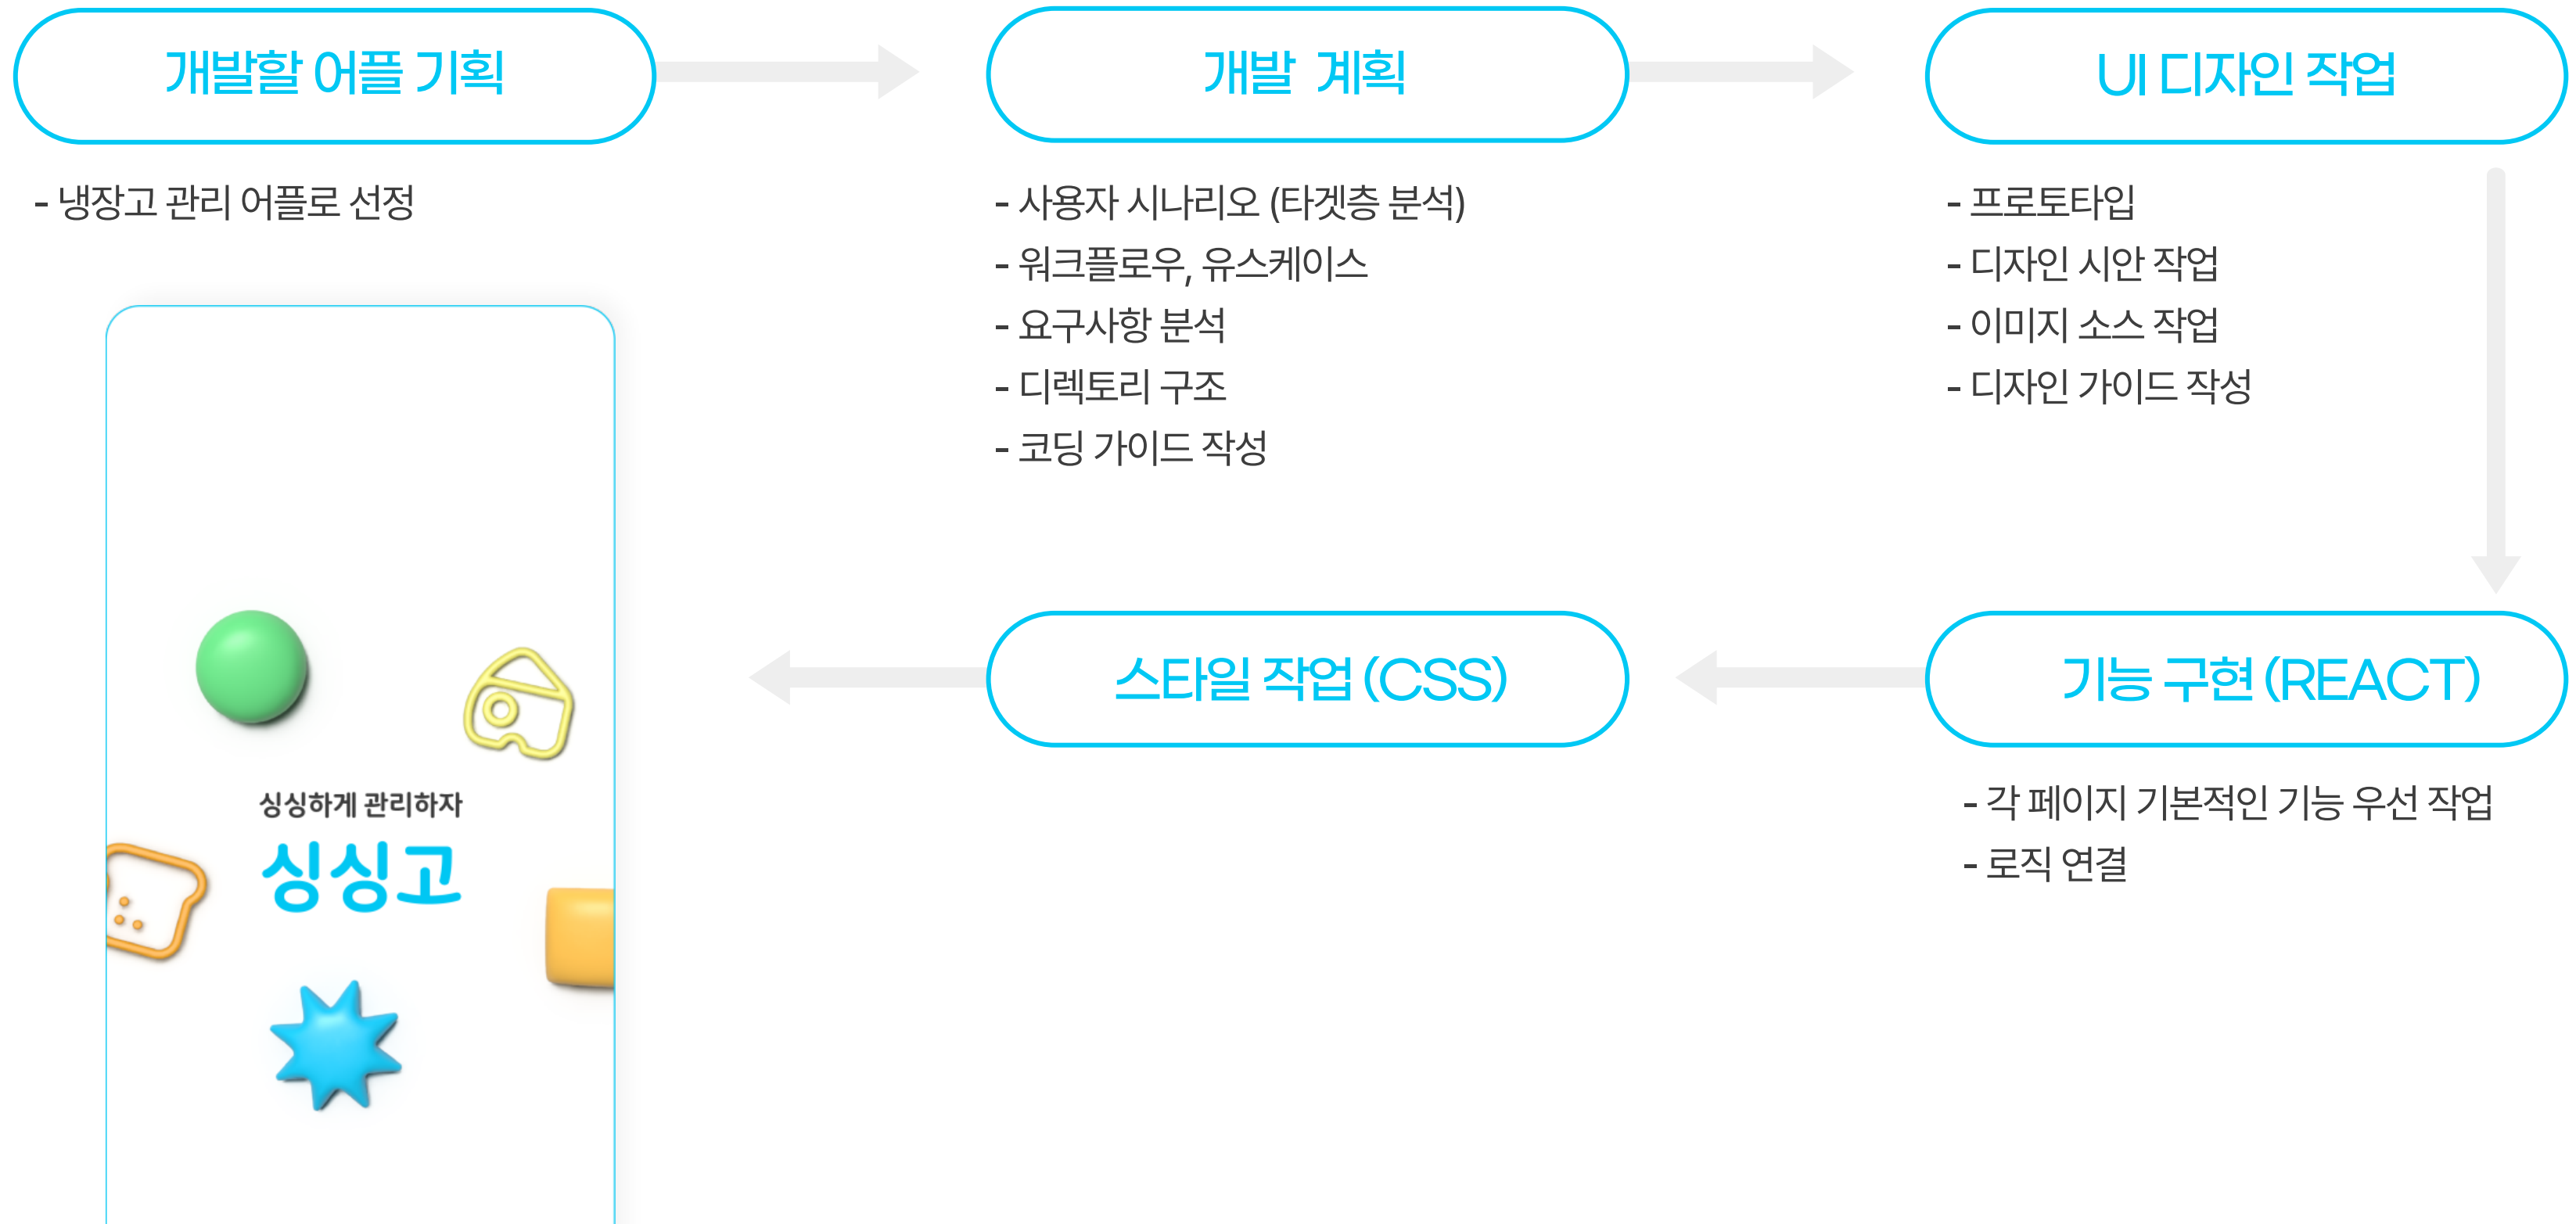 개발할 어플 기획
- 냉장고 관리 어플로 선정
개발 계획
- 사용자 시나리오 (타겟층 분석)
- 워크플로우, 유스케이스
- 요구사항 분석
- 디렉토리 구조
- 코딩 가이드 작성
UI 디자인 작업
- 프로토타입
- 디자인 시안 작업
- 이미지 소스 작업
- 디자인 가이드 작성
기능 구현 (REACT)
- 각 페이지 기본적인 기능 우선 작업
- 로직 연결
스타일 작업 (CSS)
싱싱하게 관리하자
싱싱고